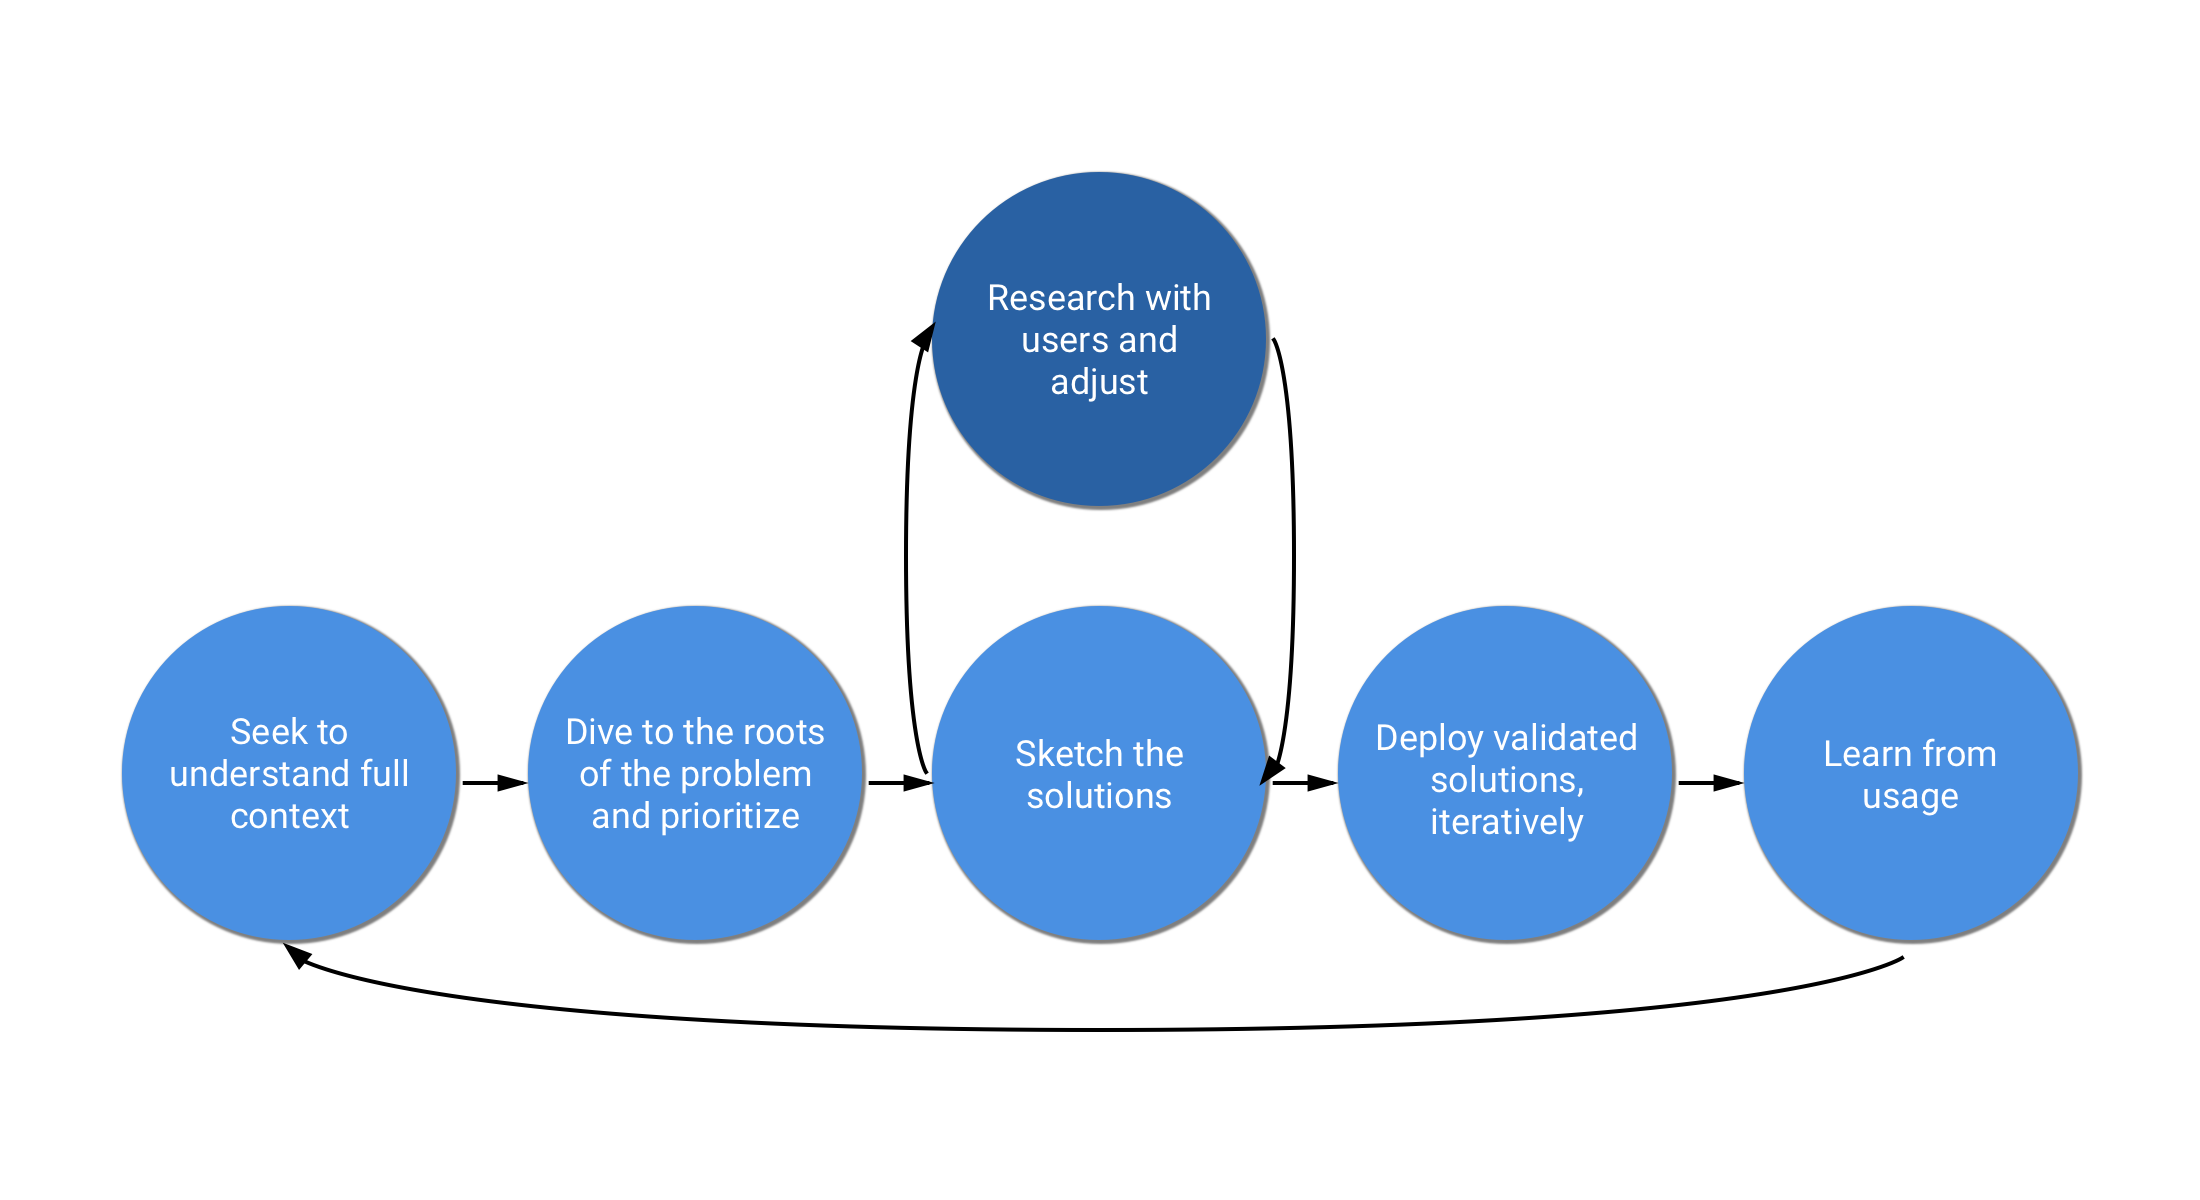 Research with
users and
adjust
Seek to
understand full
context
Dive to the roots
of the problem
and prioritize
Sketch the
solutions
Deploy validated
solutions,
iteratively
Learn from
usage